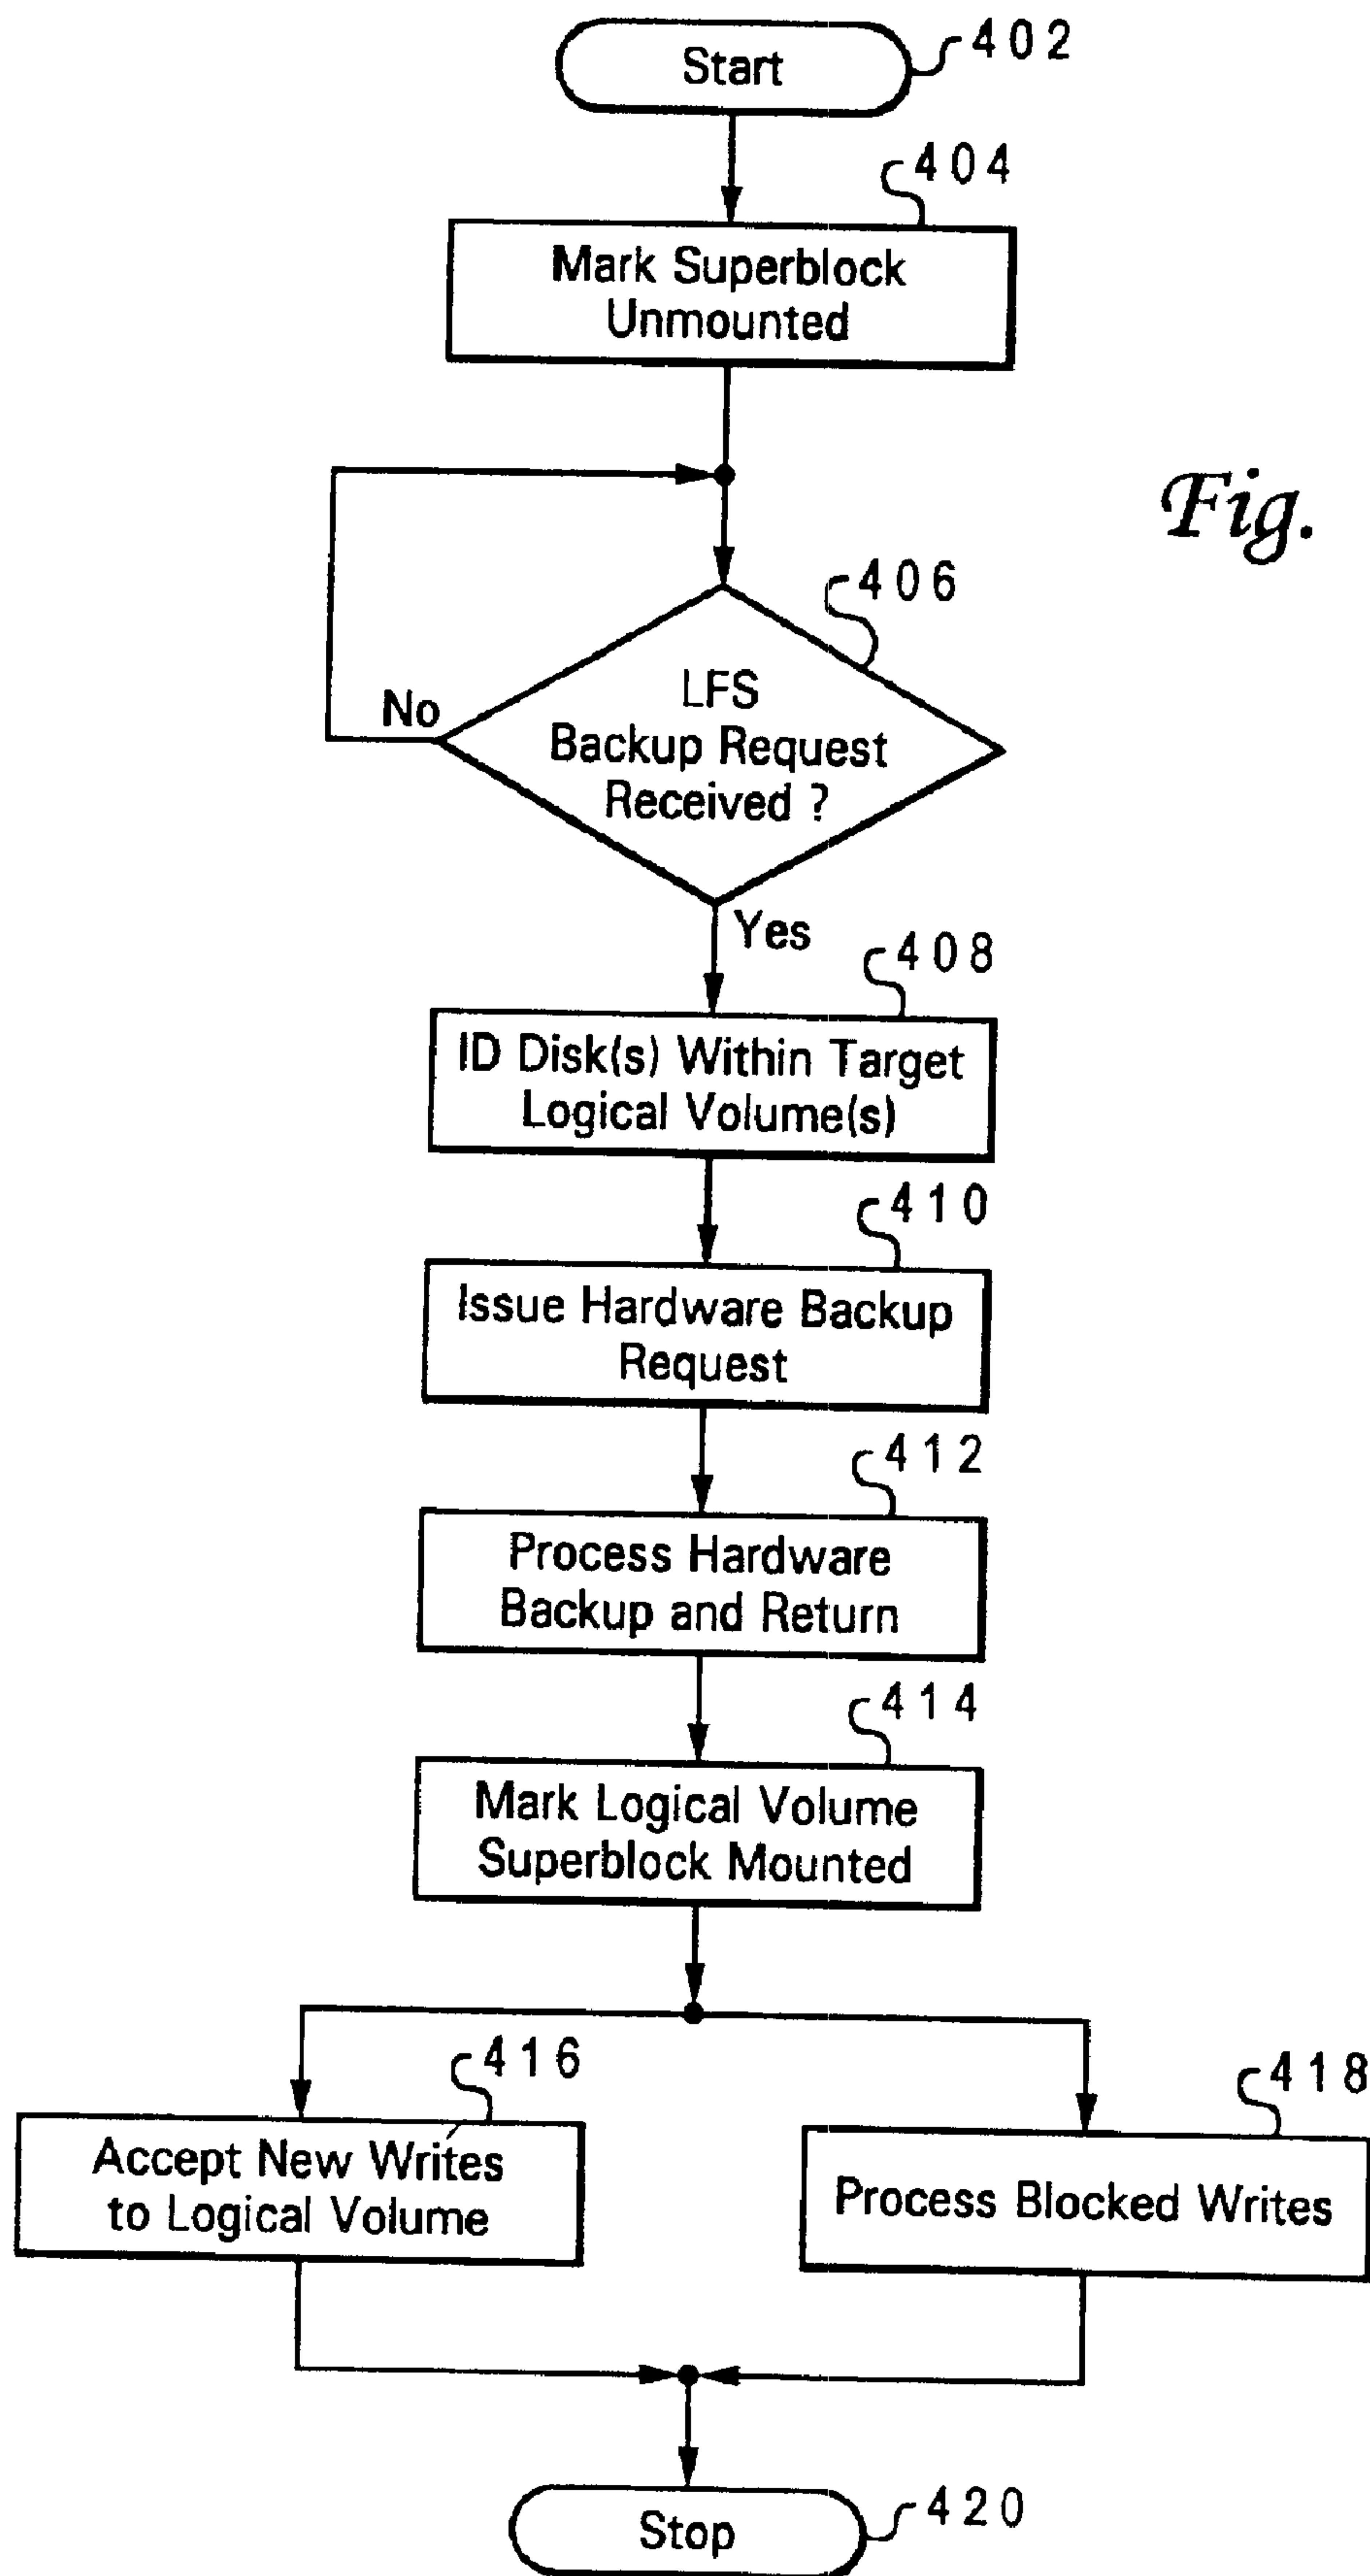 Start
402
404
Mark Superblock
Unmounted
Fig.
406
LFS
Backup Request
Received ?
No
Yes
408
ID Disk(s) Within Target
Logical Volume(s)
410
Issue Hardware Backup
Request
412
Process Hardware
Backup and Return
414
Mark Logical Volume
Superblock Mounted
416
Accept New Writes
to Logical Volume
418
Process Blocked Writes
Stop
420